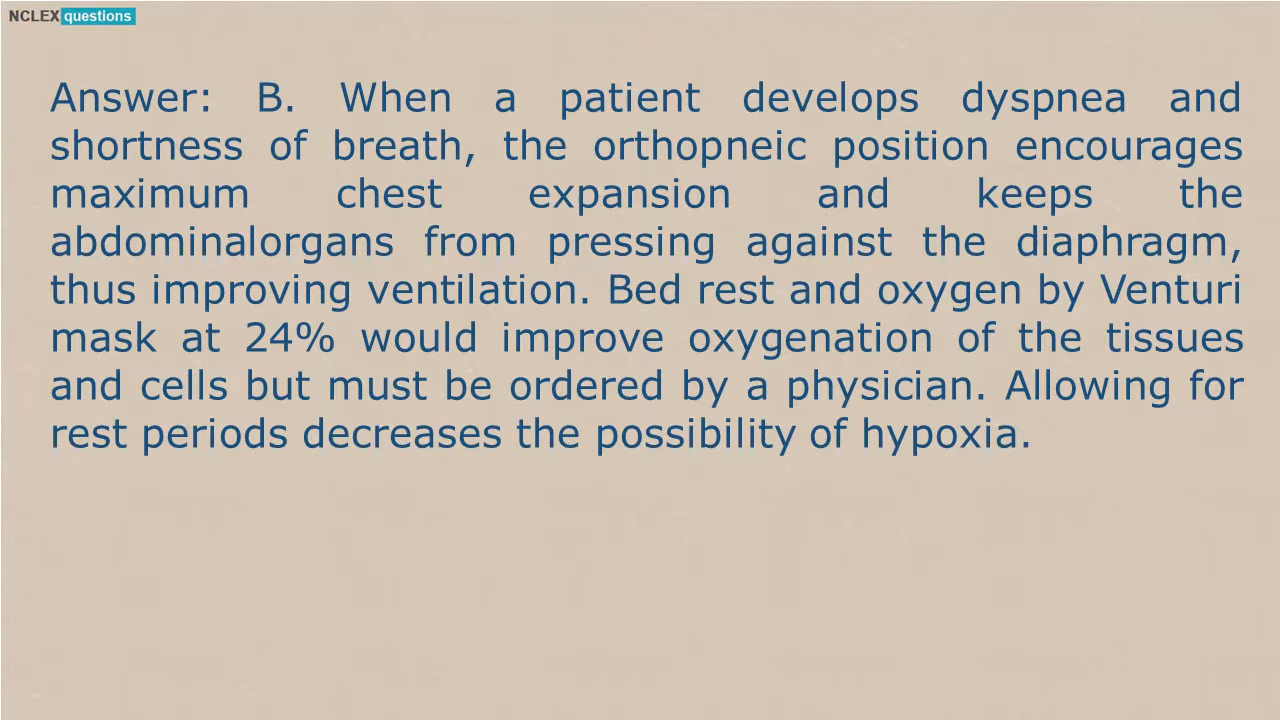 NCLEX questions
Answer: B. When a patient develops dyspnea and
shortness of breath, the orthopneic position encourages
maximum chest expansion and keeps the
abdominalorgans from pressing against the diaphragm,
thus improving ventilation. Bed rest and oxygen by Venturi
mask at 24% would improve oxygenation of the tissues
and cells but must be ordered by a physician. Allowing for
rest periods decreases the possibility of hypoxia.